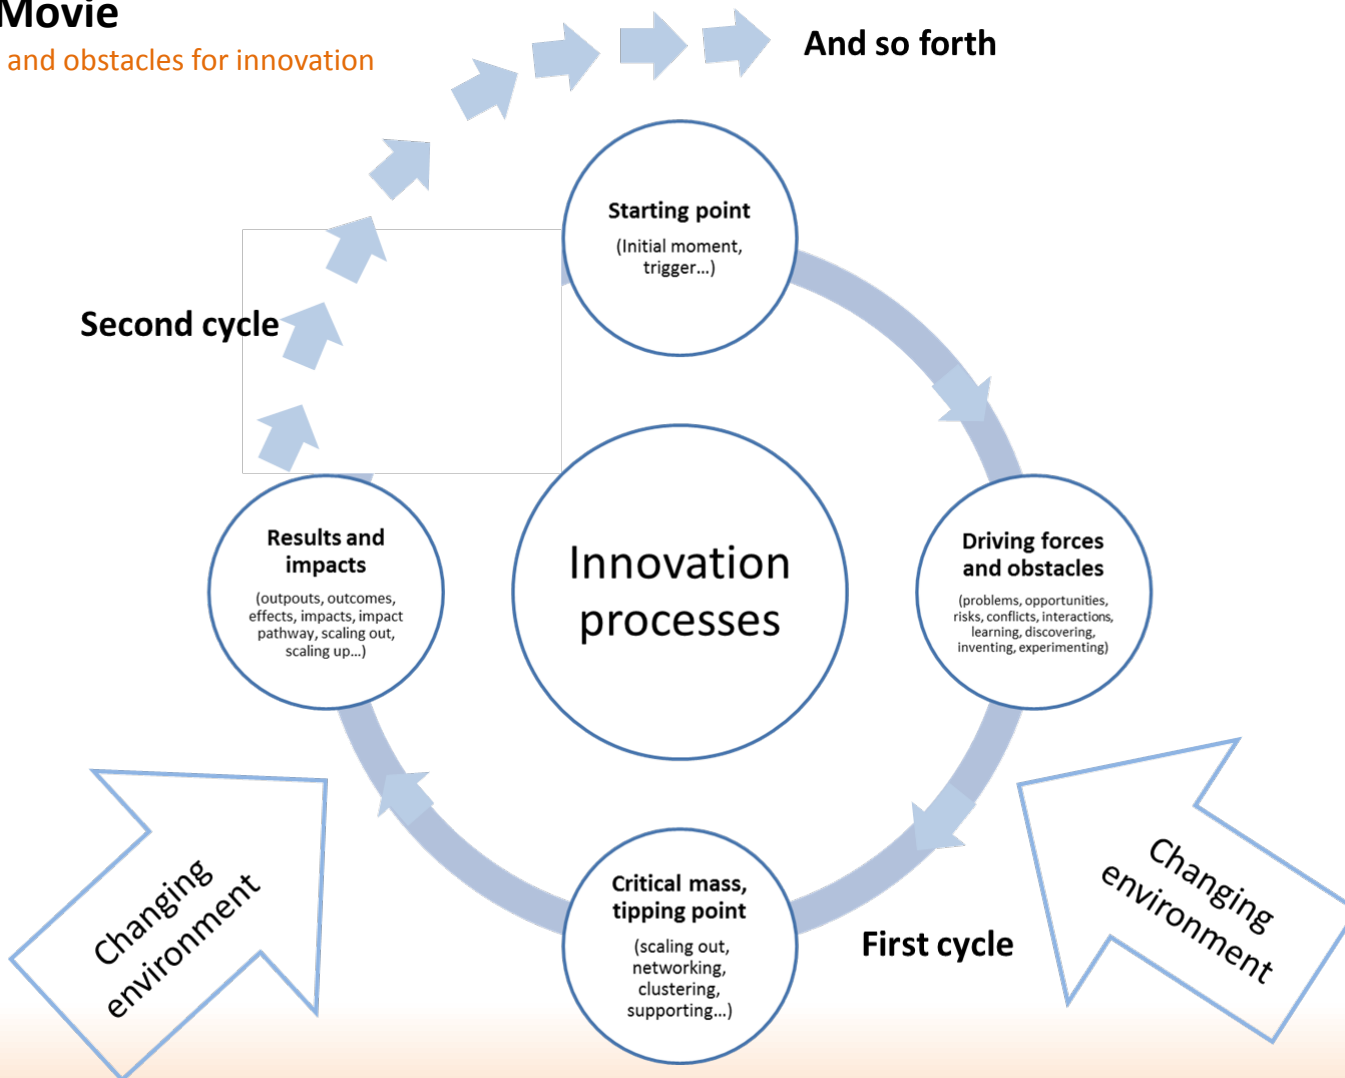 Movie
and obstacles for innovation
And so forth
Starting point
(Initial moment,
trigger...)
Second cycle
Results and
impacts
(outpouts, outcomes,
effects, impacts, impact
pathway, scaling out,
scaling up...)
Innovation
processes
Driving forces
and obstacles
(problems, opportunities,
risks, conflicts, interactions,
learning, discovering,
inventing, experimenting)
Changing
environment
Critical mass,
tipping point
(scaling out,
networking,
clustering,
supporting...)
First cycle
Changing
environment